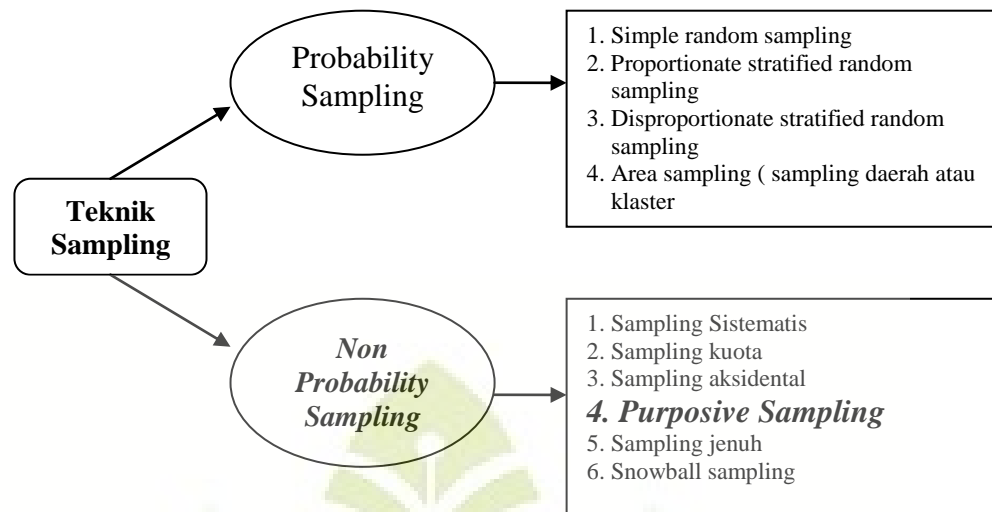 Probability
Sampling
1. Simple random sampling
2. Proportionate stratified random
sampling
3. Disproportionate stratified random
sampling
4. Area sampling ( sampling daerah atau
klaster
Teknik
Sampling
Non
Probability
Sampling
1. Sampling Sistematis
2. Sampling kuota
3. Sampling aksidental
4. Purposive Sampling
5. Sampling jenuh
6. Snowball sampling